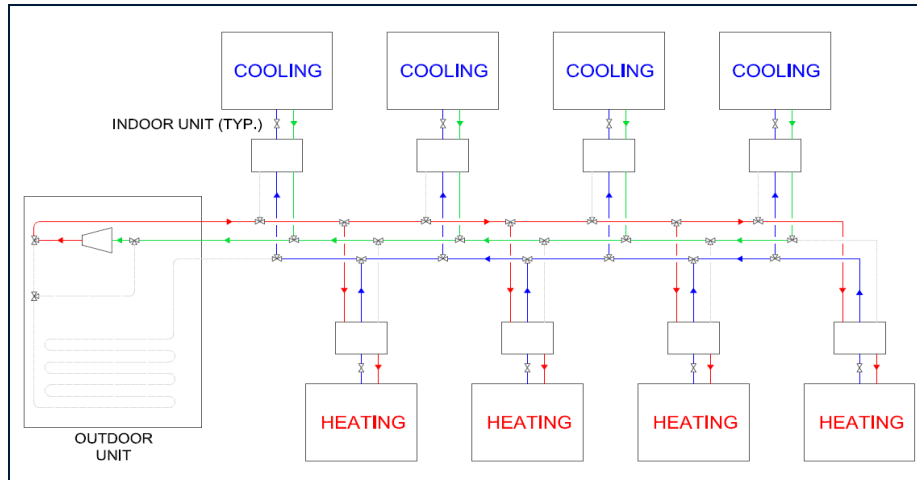 COOLING
COOLING
COOLING
COOLING
INDOOR UNIT (TYP.)
HEATING
HEATING
HEATING
HEATING
OUTDOOR
UNIT